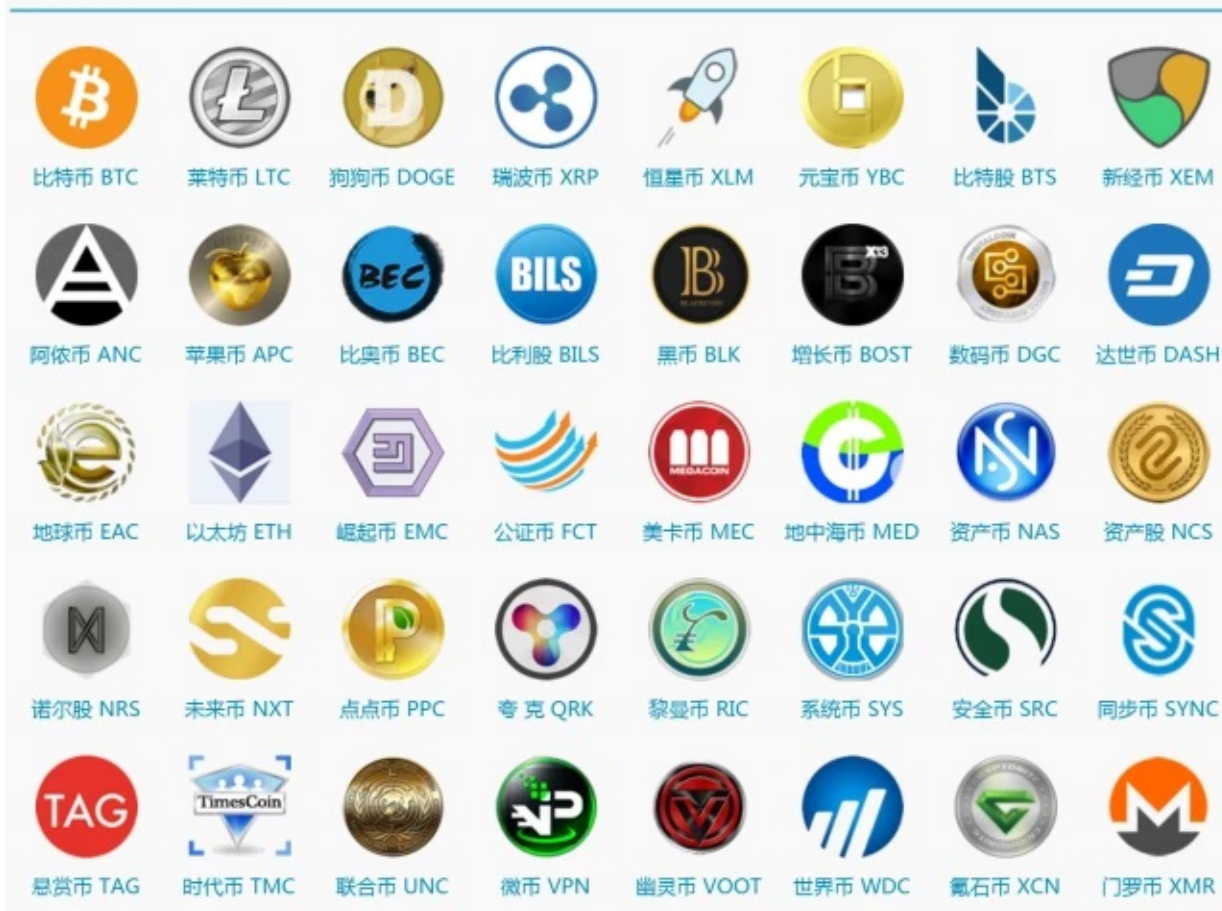 比特币 BTC 莱特币 LTC 狗狗币 DOGE 瑞波币 XRP 恒星币 XLM 元宝币 YBC 比特股 BTS 新经币 XEM
BEC BILS B BLACKCOIN X13 DIGITALCOIN
阿侬币 ANC 苹果币 APC 比奥币 BEC 比利股 BILS 黑币 BLK 增长币 BOST 数码币 DGC 达世币 DASH
MEGACOIN
地球币 EAC 以太坊 ETH 崛起币 EMC 公证币 FCT 美卡币 MEC 地中海币 MED 资产币 NAS 资产股 NCS
诺尔股 NRS 未来币 NXT 点点币 PPC 夸克 QRK 黎曼币 RIC 系统币 SYS 安全币 SRC 同步币 SYNC
TAG TimesCoin VP
悬赏币 TAG 时代币 TMC 联合币 UNC 微币 VPN 幽灵币 VOOT 世界币 WDC 氪石币 XCN 门罗币 XMR